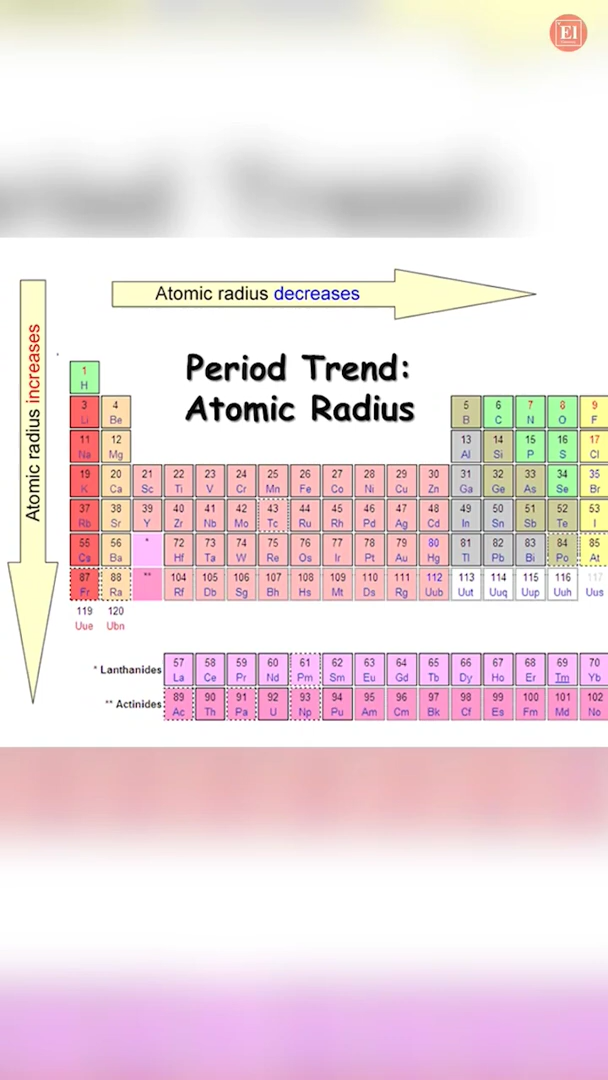 El
Atomic radius decreases
Atomic radius increases
Period Trend:
Atomic Radius
1
H
3 4 5 6 7 8 9
Li Be B C N O F
11 12 13 14 15 16 17
Na Mg Al Si P S Cl
19 20 21 22 23 24 25 26 27 28 29 30 31 32 33 34 35
K Ca Sc Ti V Cr Mn Fe Co Ni Cu Zn Ga Ge As Se Br
37 38 39 40 41 42 43 44 45 46 47 48 49 50 51 52 53
Rb Sr Y Zr Nb Mo Tc Ru Rh Pd Ag Cd In Sn Sb Te I
55 56 * 72 73 74 75 76 77 78 79 80 81 82 83 84 85
Cs Ba Hf Ta W Re Os Ir Pt Au Hg Tl Pb Bi Po At
87 88 ** 104 105 106 107 108 109 110 111 112 113 114 115 116 117
Fr Ra Rf Db Sg Bh Hs Mt Ds Rg Uub Uut Uuq Uup Uuh Uus
119 120
Uue Ubn
* Lanthanides 57 58 59 60 61 62 63 64 65 66 67 68 69 70
La Ce Pr Nd Pm Sm Eu Gd Tb Dy Ho Er Tm Yb
** Actinides 89 90 91 92 93 94 95 96 97 98 99 100 101 102
Ac Th Pa U Np Pu Am Cm Bk Cf Es Fm Md No